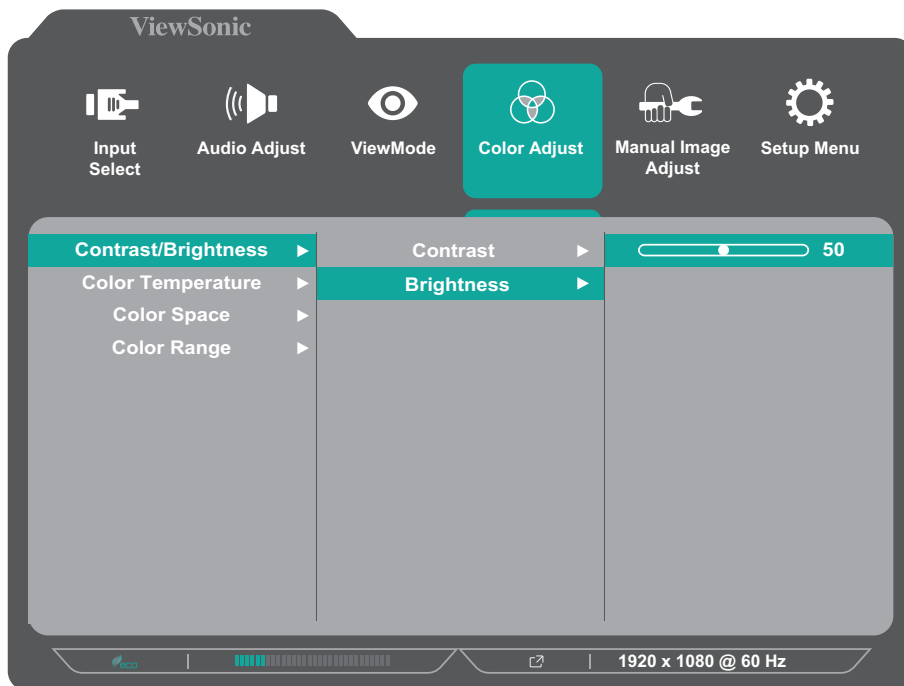 ViewSonic
Input
Select
Audio Adjust
ViewMode
Color Adjust
Manual Image
Adjust
Setup Menu
Contrast/Brightness
Contrast
50
Color Temperature
Brightness
Color Space
Color Range
eco
1920 x 1080 @ 60 Hz